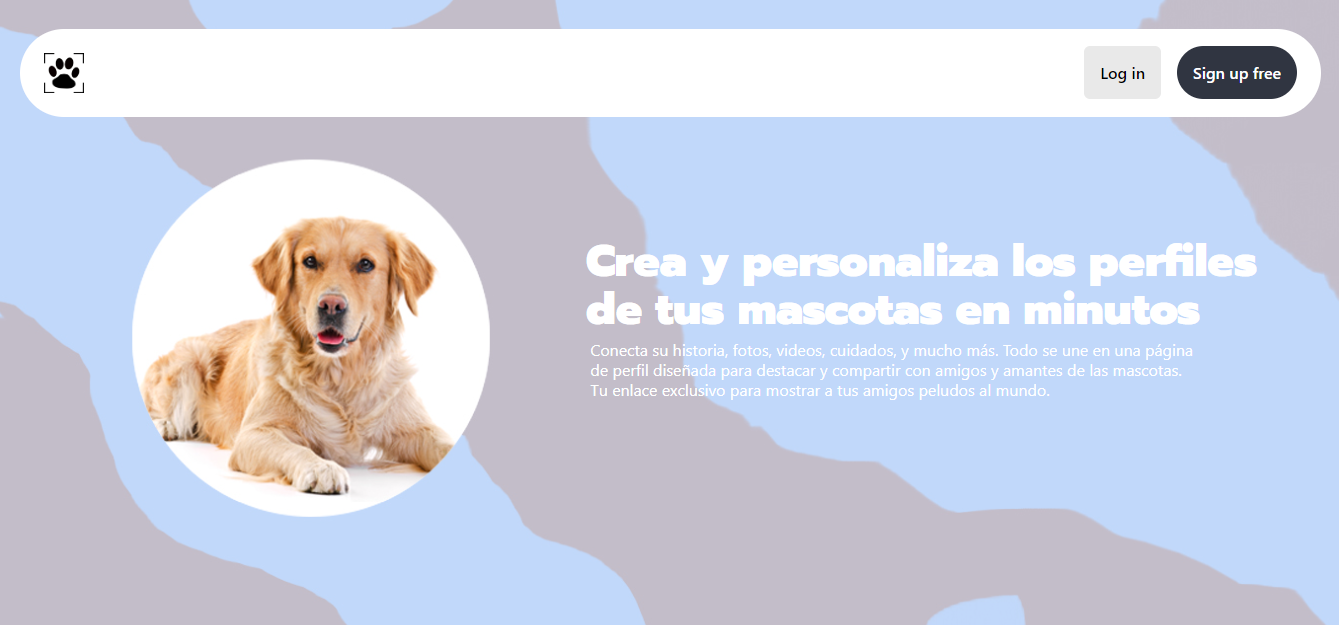 Log in
Sign up free
Crea y personaliza los perfiles
de tus mascotas en minutos
Conecta su historia, fotos, videos, cuidados, y mucho más. Todo se une en una página
de perfil diseñada para destacar y compartir con amigos y amantes de las mascotas.
Tu enlace exclusivo para mostrar a tus amigos peludos al mundo.